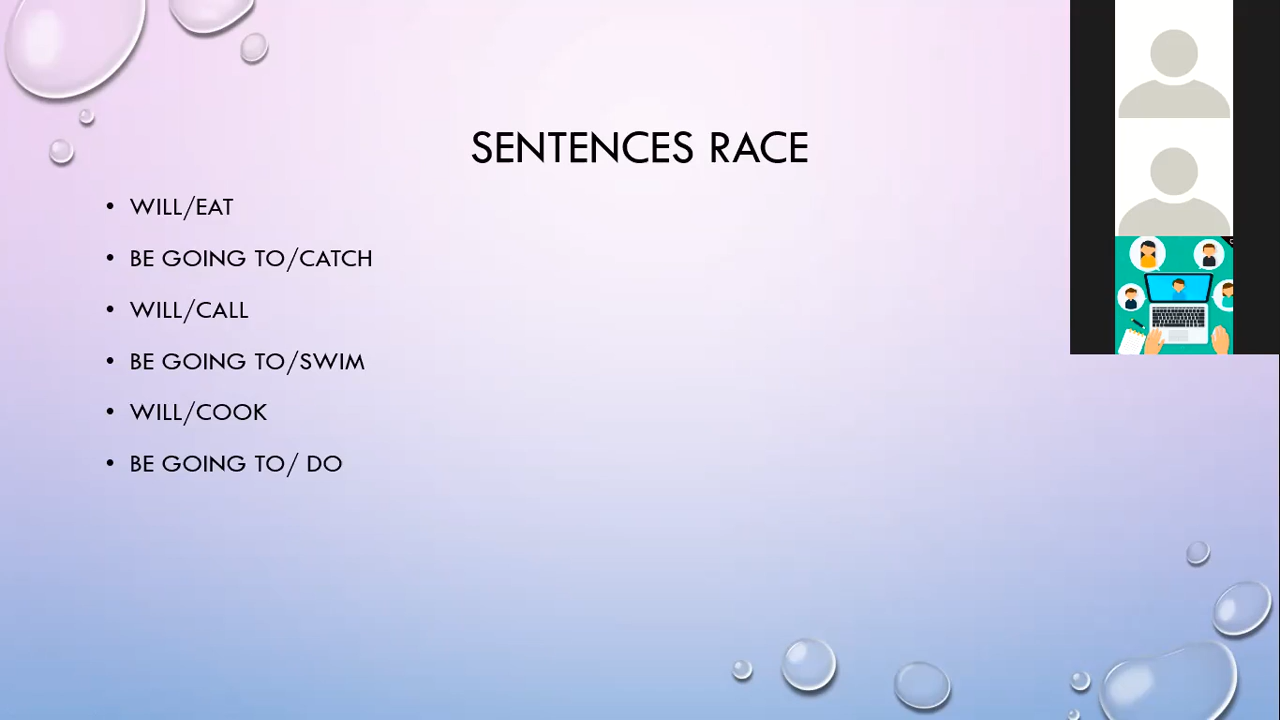 SENTENCES RACE
• WILL/EAT
• BE GOING TO/CATCH
• WILL/CALL
• BE GOING TO/SWIM
• WILL/COOK
• BE GOING TO/ DO